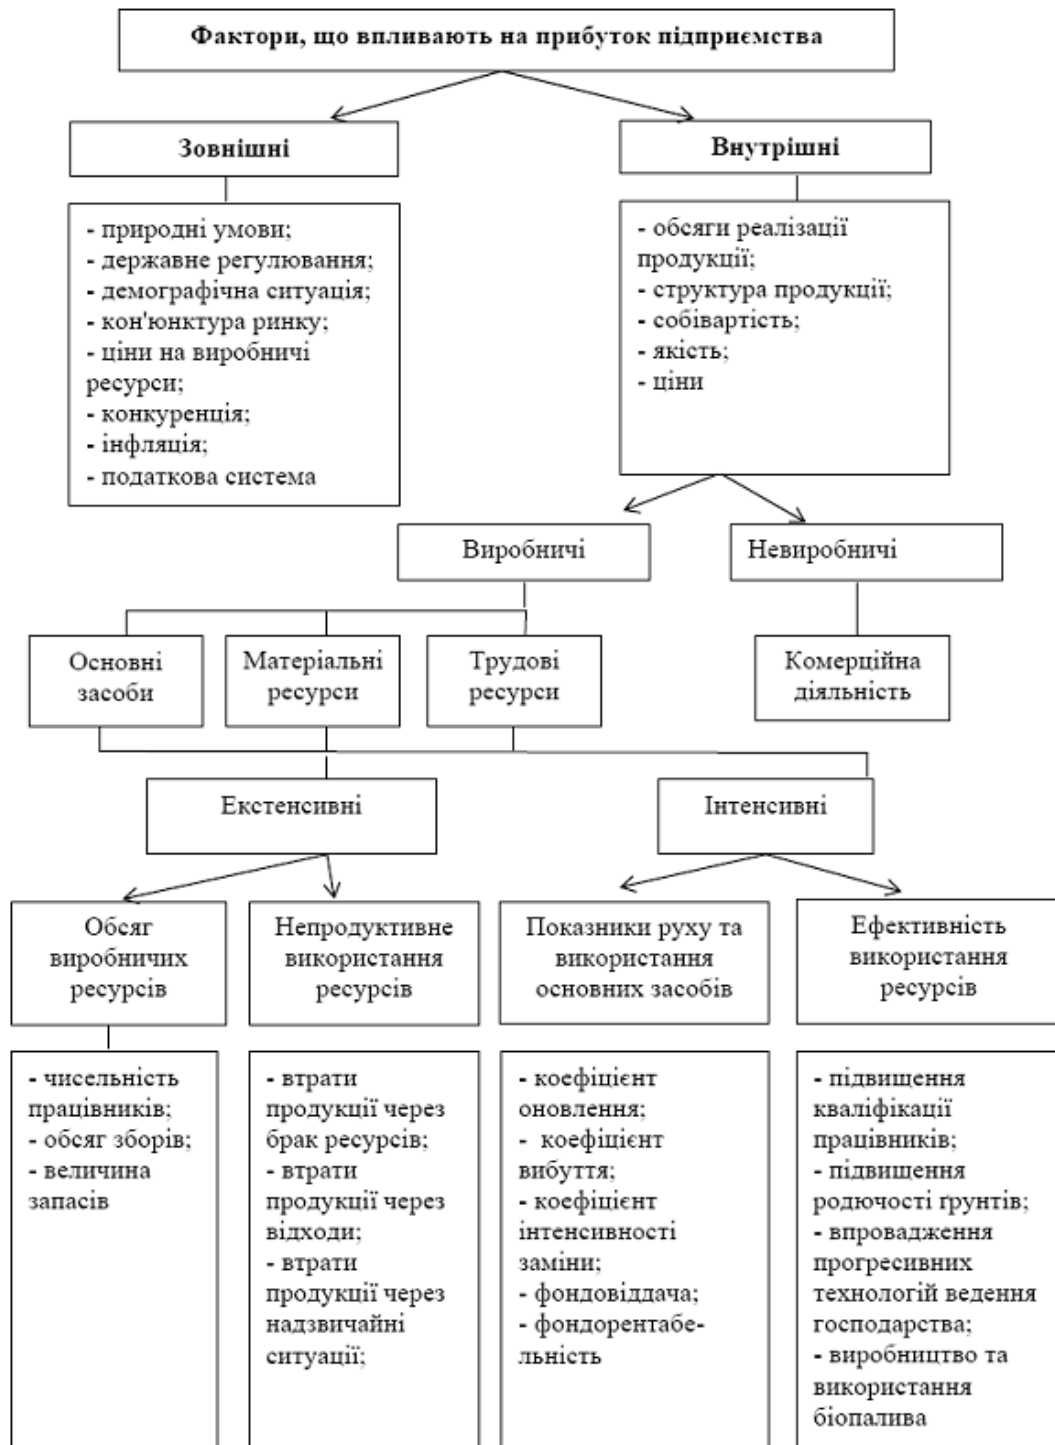 Фактори, що впливають на прибуток підприємства
Зовнішні
Внутрішні
- природні умови;
- державне регулювання;
- демографічна ситуація;
- кон'юнктура ринку;
- ціни на виробничі
ресурси;
- конкуренція;
- інфляція;
- податкова система
- обсяги реалізації
продукції;
- структура продукції;
- собівартість;
- якість;
- ціни
Виробничі
Невиробничі
Основні
засоби
Матеріальні
ресурси
Трудові
ресурси
Комерційна
діяльність
Екстенсивні
Інтенсивні
Обсяг
виробничих
ресурсів
Непродуктивне
використання
ресурсів
Показники руху та
використання
основних засобів
Ефективність
використання
ресурсів
- чисельність
працівників;
- обсяг зборів;
- величина
запасів
- втрати
продукції через
брак ресурсів;
- втрати
продукції через
відходи;
- втрати
продукції через
надзвичайні
ситуації;
- коефіцієнт
оновлення;
- коефіцієнт
вибуття;
- коефіцієнт
інтенсивності
заміни;
- фондовіддача;
- фондорентабе-
льність
- підвищення
кваліфікації
працівників;
- підвищення
родючості ґрунтів;
- впровадження
прогресивних
технологій ведення
господарства;
- виробництво та
використання
біопалива